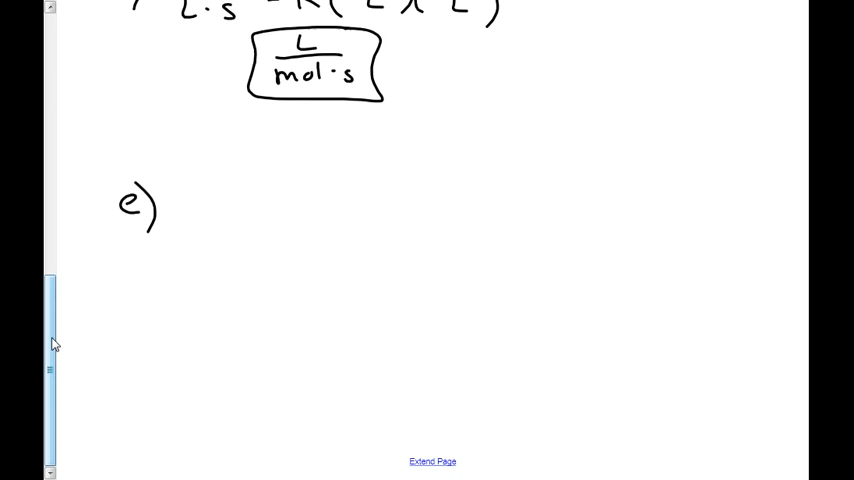 L·s = K( L )( L )
L
mol·s
e)
Extend Page